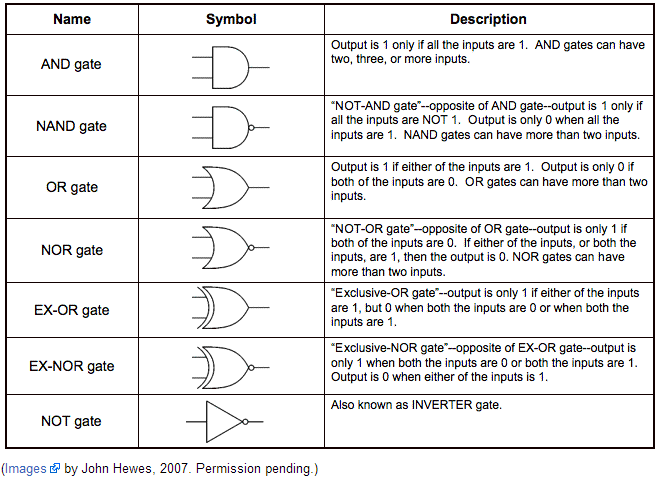 Name Symbol Description
AND gate
Output is 1 only if all the inputs are 1.  AND gates can have
two, three, or more inputs.
NAND gate
“NOT-AND gate”--opposite of AND gate--output is 1 only if
all the inputs are NOT 1.  Output is only 0 when all the
inputs are 1.  NAND gates can have more than two inputs.
OR gate
Output is 1 if either of the inputs are 1.  Output is only 0 if
both of the inputs are 0.  OR gates can have more than two
inputs.
NOR gate
“NOT-OR gate”--opposite of OR gate--output is only 1 if
both of the inputs are 0.  If either of the inputs, or both the
inputs, are 1, then the output is 0. NOR gates can have
more than two inputs.
EX-OR gate
“Exclusive-OR gate”--output is only 1 if either of the inputs
are 1, but 0 when both the inputs are 0 or when both the
inputs are 1.
EX-NOR gate
“Exclusive-NOR gate”--opposite of EX-OR gate--output is
only 1 when both the inputs are 0 or both the inputs are 1.
Output is 0 when either of the inputs is 1.
NOT gate
Also known as INVERTER gate.
(Images by John Hewes, 2007. Permission pending.)